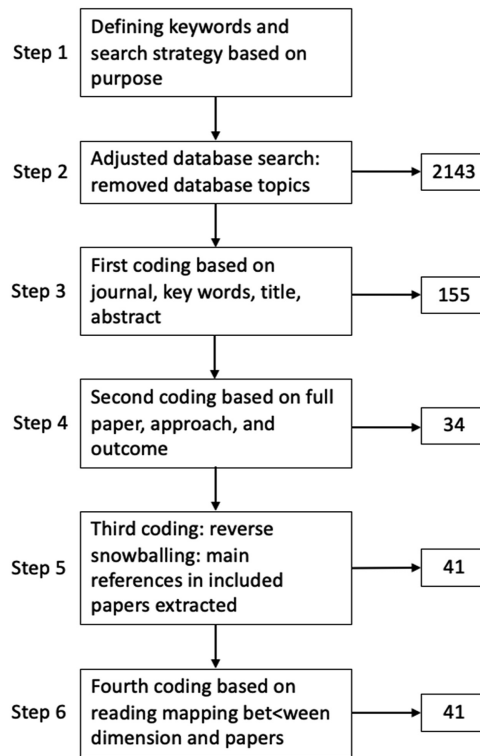 Step 1
Defining keywords and
search strategy based on
purpose
Step 2
Adjusted database search:
removed database topics
2143
Step 3
First coding based on
journal, key words, title,
abstract
155
Step 4
Second coding based on full
paper, approach, and
outcome
34
Step 5
Third coding: reverse
snowballing: main
references in included
papers extracted
41
Step 6
Fourth coding based on
reading mapping bet<ween
dimension and papers
41